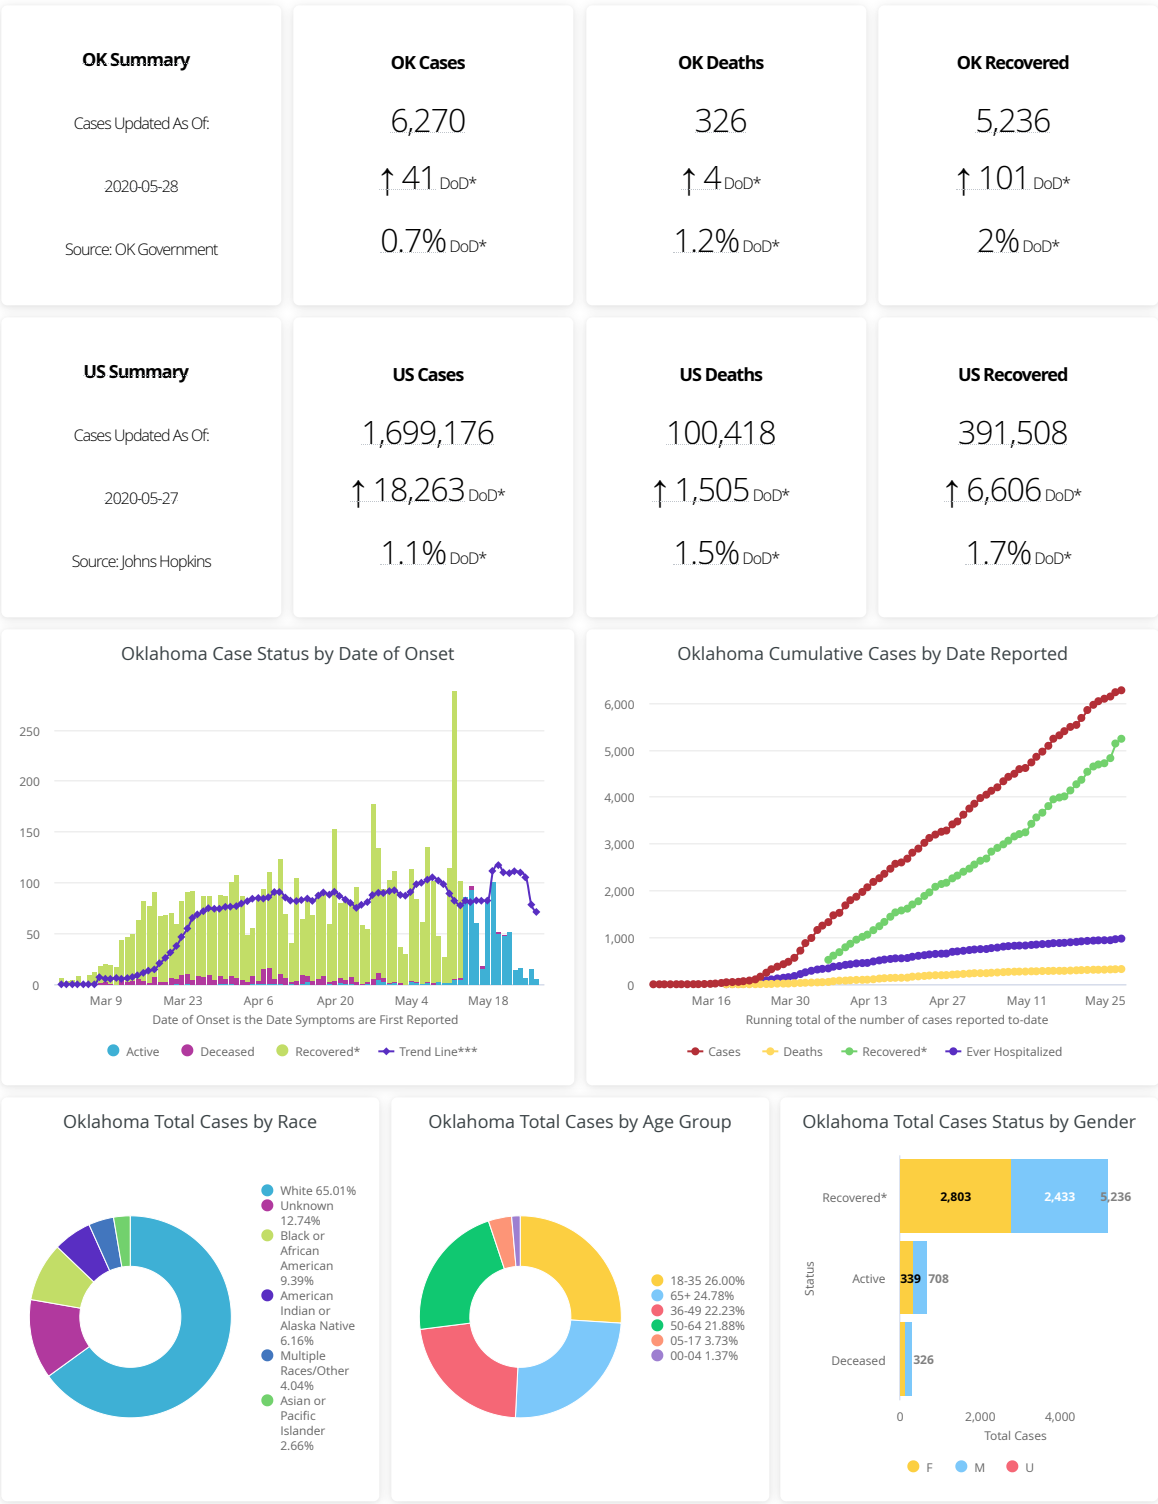 OK Summary
Cases Updated As Of:
2020-05-28
Source: OK Government
OK Cases
6,270
↑ 41 DoD*
0.7% DoD*
OK Deaths
326
↑ 4 DoD*
1.2% DoD*
OK Recovered
5,236
↑ 101 DoD*
2% DoD*
US Summary
Cases Updated As Of:
2020-05-27
Source: Johns Hopkins
US Cases
1,699,176
↑ 18,263 DoD*
1.1% DoD*
US Deaths
100,418
↑ 1,505 DoD*
1.5% DoD*
US Recovered
391,508
↑ 6,606 DoD*
1.7% DoD*
Oklahoma Case Status by Date of Onset
250
200
150
100
50
0
Mar 9 Mar 23 Apr 6 Apr 20 May 4 May 18
Date of Onset is the Date Symptoms are First Reported
Active Deceased Recovered* Trend Line***
Oklahoma Cumulative Cases by Date Reported
6,000
5,000
4,000
3,000
2,000
1,000
0
Mar 16 Mar 30 Apr 13 Apr 27 May 11 May 25
Running total of the number of cases reported to-date
Cases Deaths Recovered* Ever Hospitalized
Oklahoma Total Cases by Race
White 65.01%
Unknown
12.74%
Black or
African
American
9.39%
American
Indian or
Alaska Native
6.16%
Multiple
Races/Other
4.04%
Asian or
Pacific
Islander
2.66%
Oklahoma Total Cases by Age Group
18-35 26.00%
65+ 24.78%
36-49 22.23%
50-64 21.88%
05-17 3.73%
00-04 1.37%
Oklahoma Total Cases Status by Gender
Status
Recovered* 2,803 2,433 5,236
Active 339 708
Deceased 326
0 2,000 4,000
Total Cases
F M U